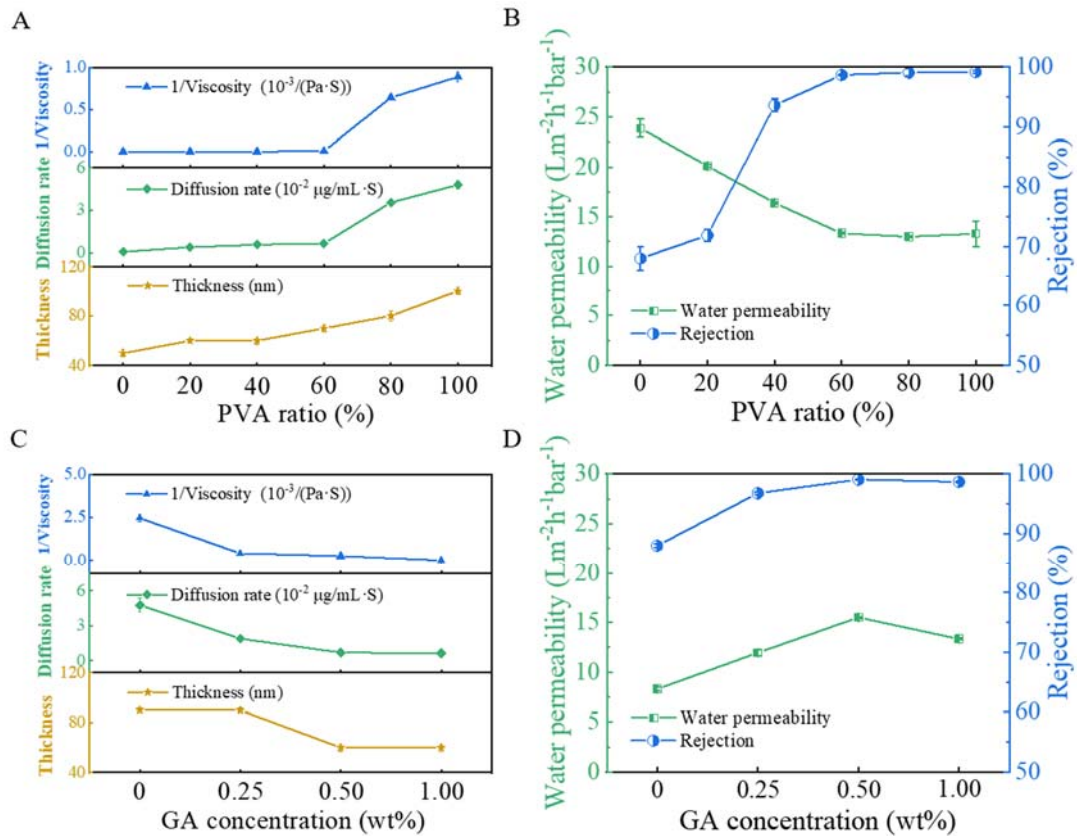 A
1/Viscosity
1.0
0.5
0.0
1/Viscosity (10⁻³/(Pa·S))
Diffusion rate
6
3
0
Diffusion rate (10⁻² μg/mL·S)
Thickness
120
80
40
Thickness (nm)
0 20 40 60 80 100
PVA ratio (%)
B
Water permeability (Lm⁻²h⁻¹bar⁻¹)
30
25
20
15
10
5
0
Water permeability
Rejection
100
90
80
70
60
50
Rejection (%)
0 20 40 60 80 100
PVA ratio (%)
C
1/Viscosity
5.0
2.5
0.0
1/Viscosity (10⁻³/(Pa·S))
Diffusion rate
6
3
0
Diffusion rate (10⁻² μg/mL·S)
Thickness
120
80
40
Thickness (nm)
0 0.25 0.50 1.00
GA concentration (wt%)
D
Water permeability (Lm⁻²h⁻¹bar⁻¹)
30
25
20
15
10
5
0
Water permeability
Rejection
100
90
80
70
60
50
Rejection (%)
0 0.25 0.50 1.00
GA concentration (wt%)